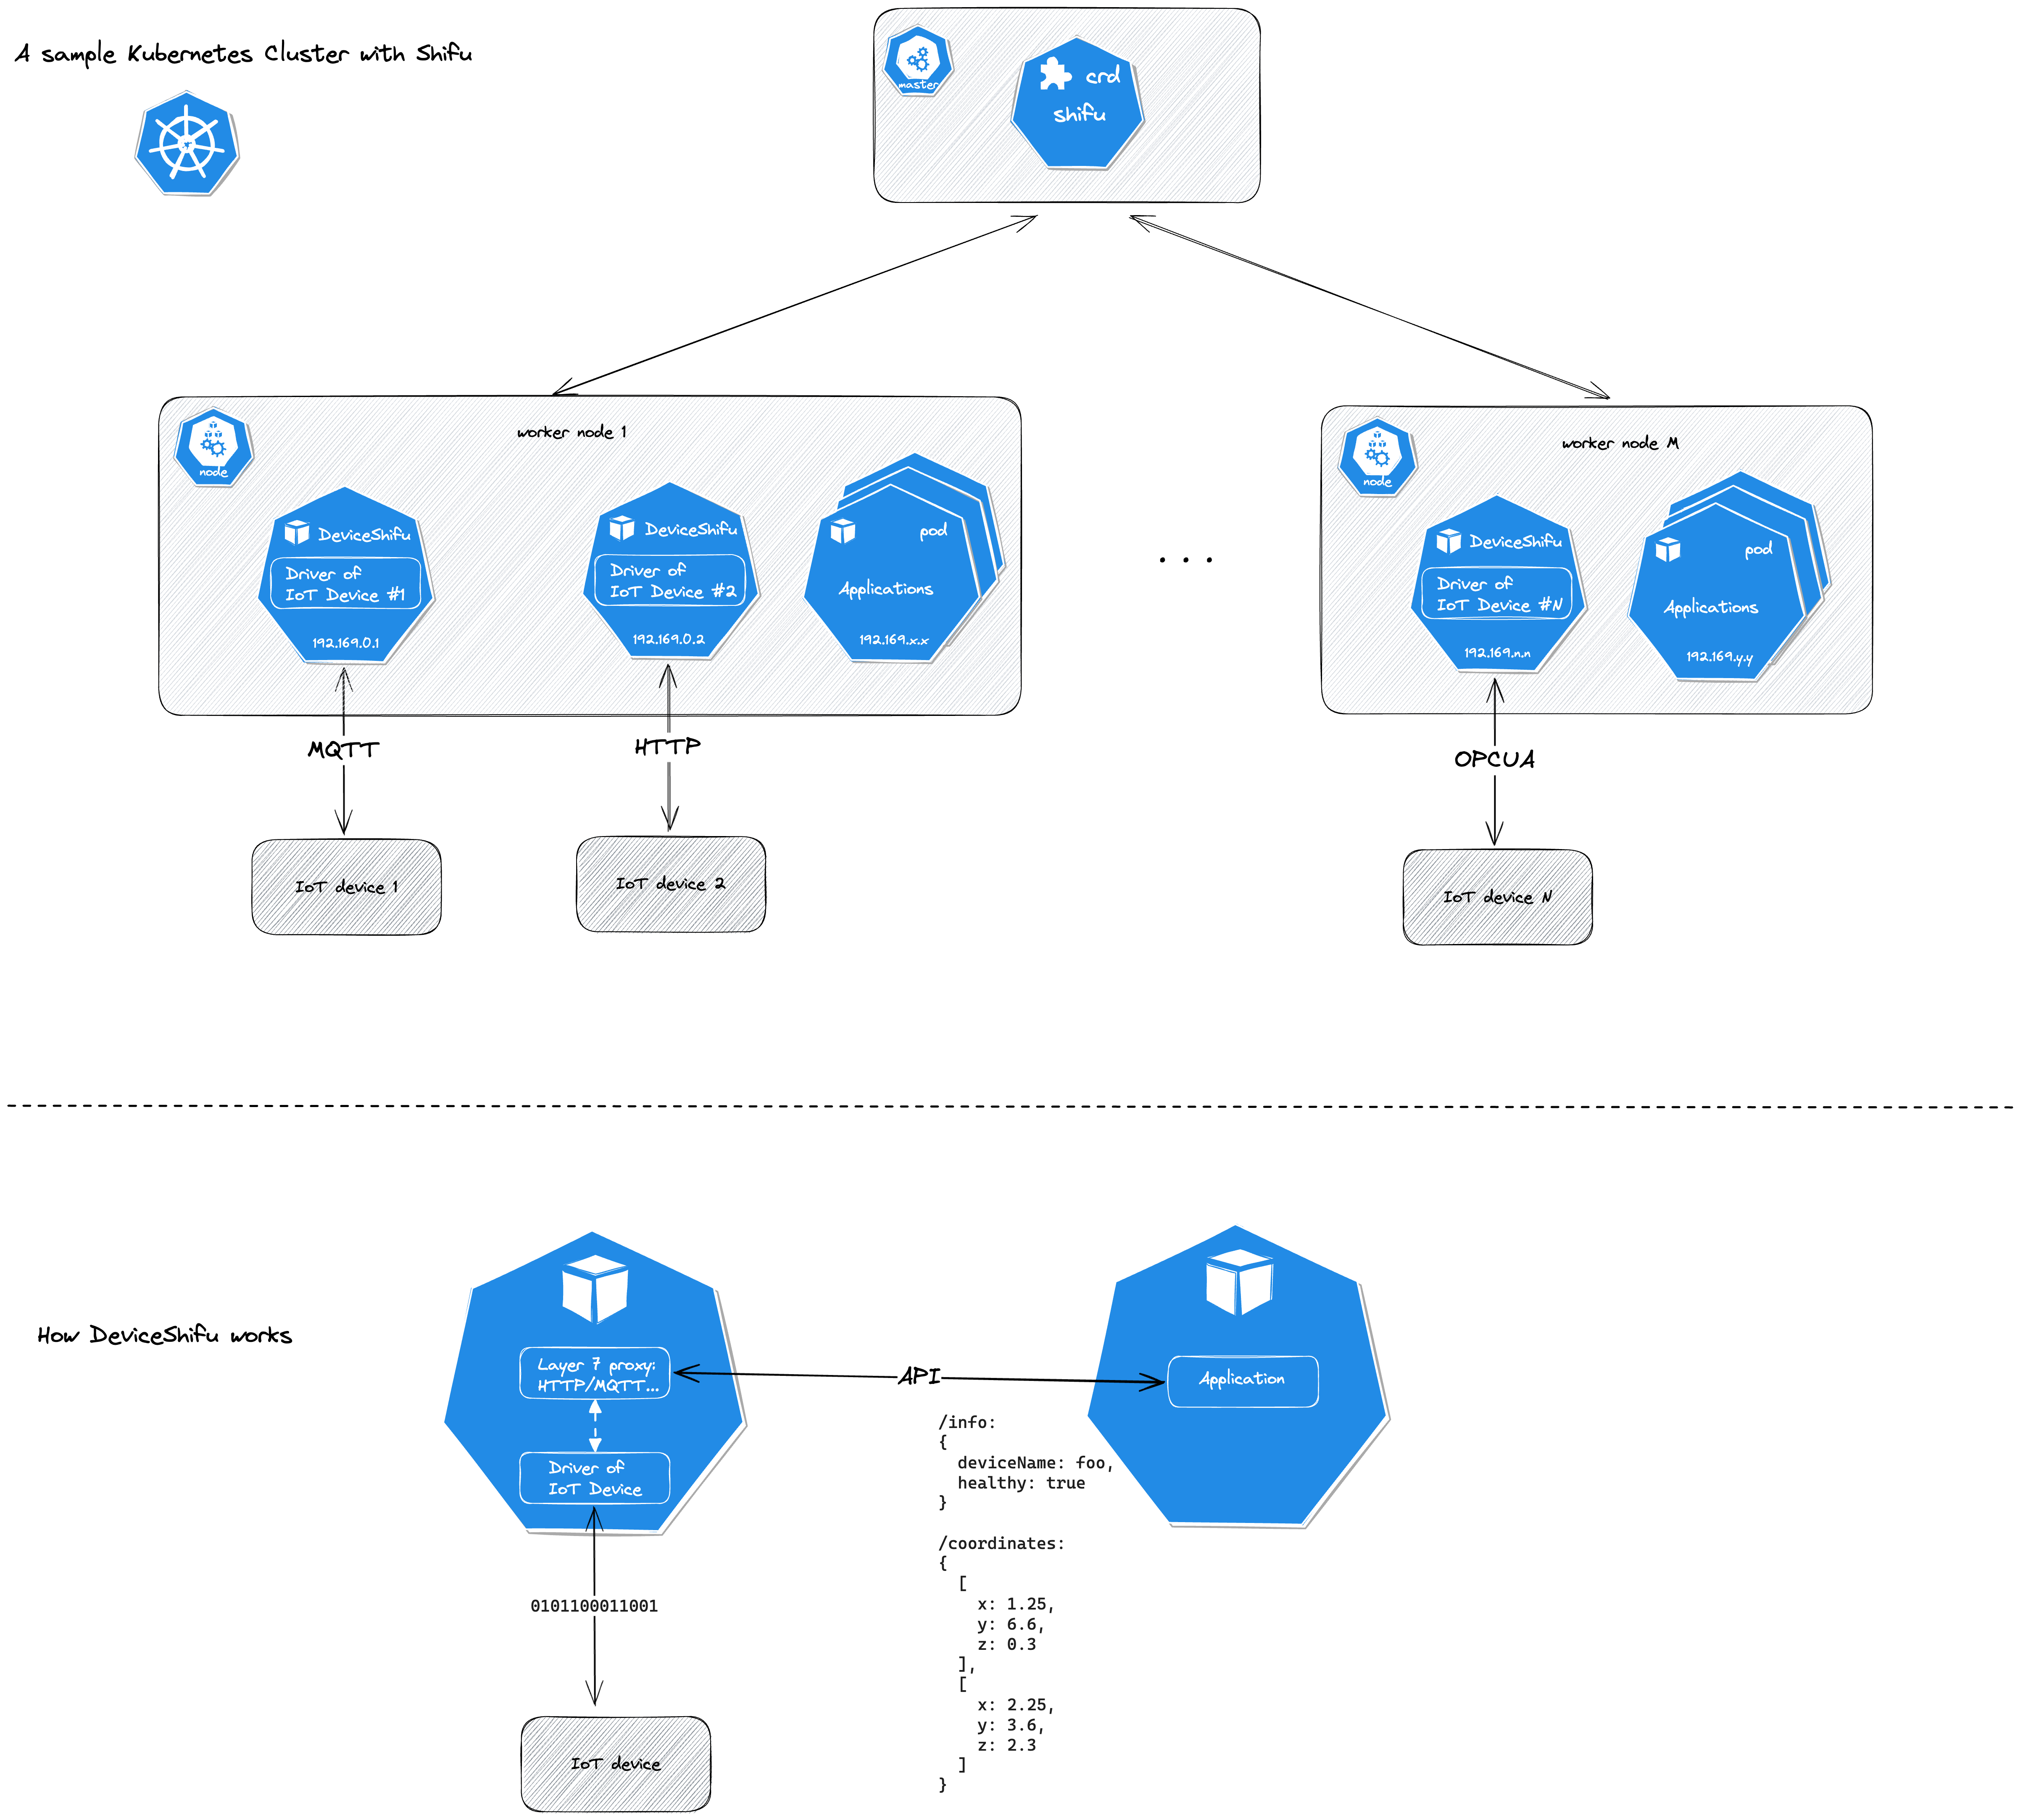 A sample Kubernetes Cluster with Shifu
master
crd
shifu
worker node 1
node
DeviceShifu
Driver of
IoT Device #1
192.169.0.1
DeviceShifu
Driver of
IoT Device #2
192.169.0.2
pod
Applications
192.169.x.x
. . .
worker node M
node
DeviceShifu
Driver of
IoT Device #N
192.169.n.n
pod
Applications
192.169.y.y
MQTT
HTTP
OPCUA
IoT device 1
IoT device 2
IoT device N
How DeviceShifu works
Layer 7 proxy:
HTTP/MQTT...
Driver of
IoT Device
API
Application
/info:
{
  deviceName: foo,
  healthy: true
}
/coordinates:
{
  [
    x: 1.25,
    y: 6.6,
    z: 0.3
  ],
  [
    x: 2.25,
    y: 3.6,
    z: 2.3
  ]
}
0101100011001
IoT device